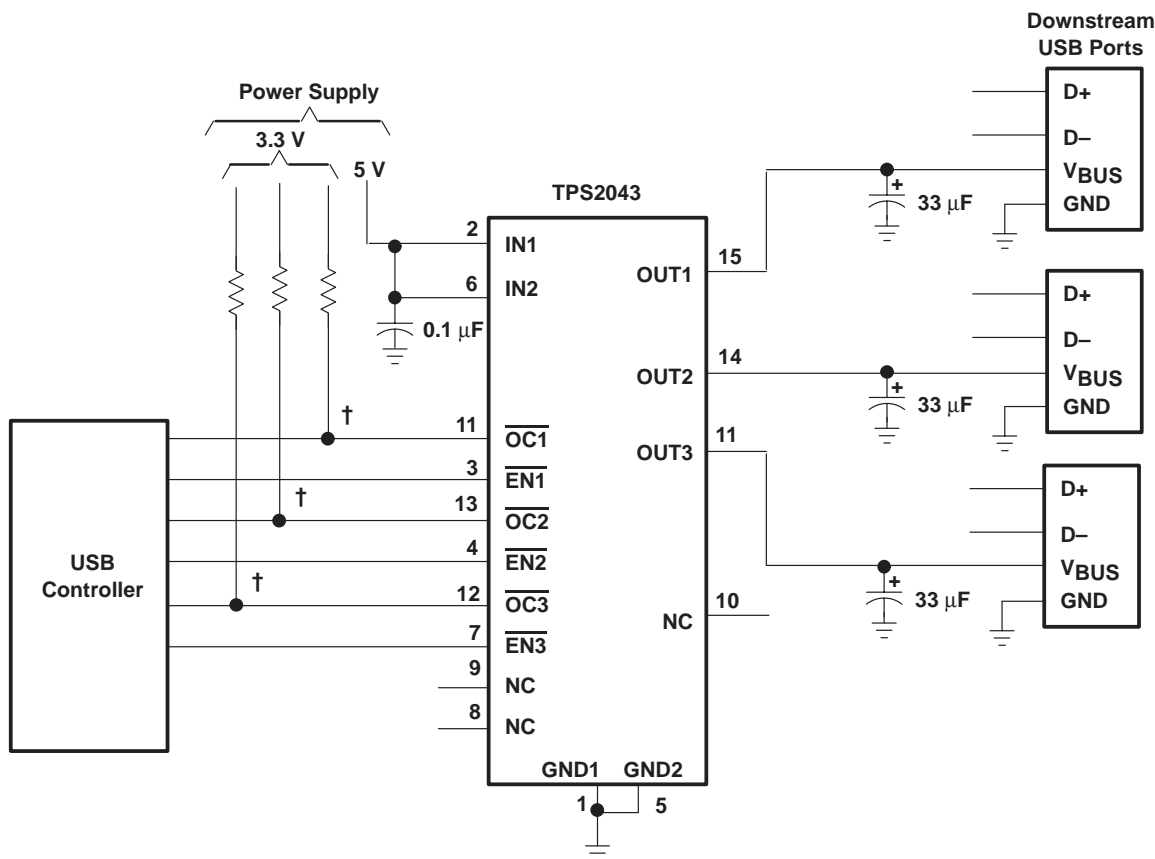 Downstream
USB Ports
Power Supply
3.3 V
5 V
TPS2043
2
IN1
6
IN2
0.1 μF
†
11
OC1
3
EN1
†
13
OC2
4
EN2
†
12
OC3
7
EN3
9
NC
8
NC
USB
Controller
GND1
GND2
1
5
15
OUT1
14
OUT2
11
OUT3
10
NC
+
33 μF
+
33 μF
+
33 μF
D+
D–
VBUS
GND
D+
D–
VBUS
GND
D+
D–
VBUS
GND